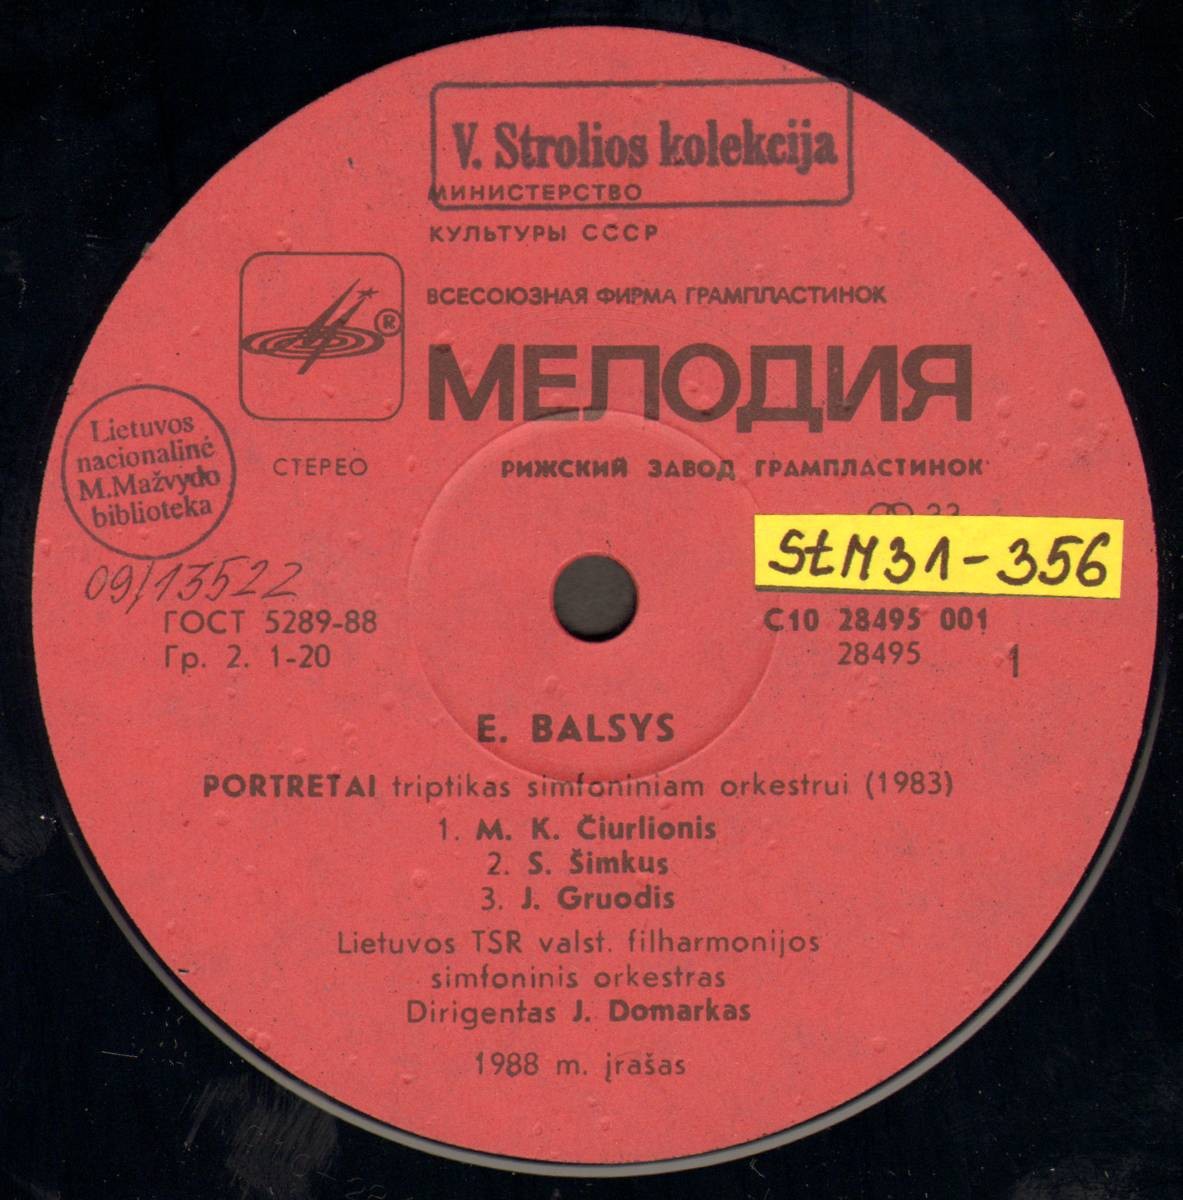 V. Strolios kolekcija
МИНИСТЕРСТВО
КУЛЬТУРЫ СССР
ВСЕСОЮЗНАЯ ФИРМА ГРАМПЛАСТИНОК
®
МЕЛОДИЯ
Lietuvos
nacionalinė
M.Mažvydo
biblioteka
СТЕРЕО
РИЖСКИЙ ЗАВОД ГРАМПЛАСТИНОК
33
StM31-356
09/13522
ГОСТ 5289-88
Гр. 2. 1-20
С10 28495 001
28495
1
E. BALSYS
PORTRETAI triptikas simfoniniam orkestrui (1983)
1. M. K. Čiurlionis
2. S. Šimkus
3. J. Gruodis
Lietuvos TSR valst. filharmonijos
simfoninis orkestras
Dirigentas J. Domarkas
1988 m. įrašas